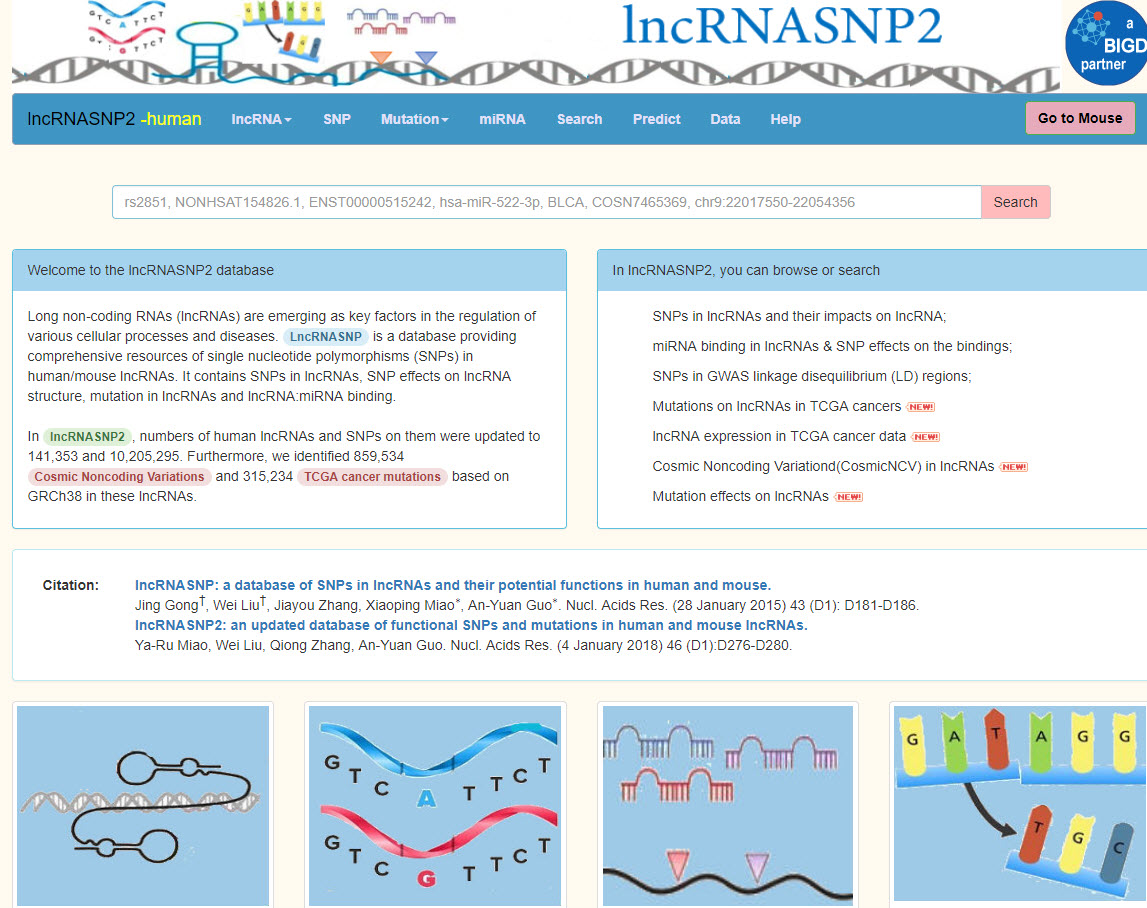 GTCATTCT
GTCGTTCT
GATAGG
TGC
lncRNASNP2
a
BIGD
partner
lncRNASNP2 -human lncRNA SNP Mutation miRNA Search Predict Data Help Go to Mouse
rs2851, NONHSAT154826.1, ENST00000515242, hsa-miR-522-3p, BLCA, COSN7465369, chr9:22017550-22054356 Search
Welcome to the lncRNASNP2 database
Long non-coding RNAs (lncRNAs) are emerging as key factors in the regulation of
various cellular processes and diseases. LncRNASNP is a database providing
comprehensive resources of single nucleotide polymorphisms (SNPs) in
human/mouse lncRNAs. It contains SNPs in lncRNAs, SNP effects on lncRNA
structure, mutation in lncRNAs and lncRNA:miRNA binding.
In lncRNASNP2 , numbers of human lncRNAs and SNPs on them were updated to
141,353 and 10,205,295. Furthermore, we identified 859,534
Cosmic Noncoding Variations and 315,234 TCGA cancer mutations based on
GRCh38 in these lncRNAs.
In lncRNASNP2, you can browse or search
SNPs in lncRNAs and their impacts on lncRNA;
miRNA binding in lncRNAs & SNP effects on the bindings;
SNPs in GWAS linkage disequilibrium (LD) regions;
Mutations on lncRNAs in TCGA cancers NEW!
lncRNA expression in TCGA cancer data NEW!
Cosmic Noncoding Variationd(CosmicNCV) in lncRNAs NEW!
Mutation effects on lncRNAs NEW!
Citation: lncRNASNP: a database of SNPs in lncRNAs and their potential functions in human and mouse.
Jing Gong†, Wei Liu†, Jiayou Zhang, Xiaoping Miao*, An-Yuan Guo*. Nucl. Acids Res. (28 January 2015) 43 (D1): D181-D186.
lncRNASNP2: an updated database of functional SNPs and mutations in human and mouse lncRNAs.
Ya-Ru Miao, Wei Liu, Qiong Zhang, An-Yuan Guo. Nucl. Acids Res. (4 January 2018) 46 (D1):D276-D280.
G T C A T T C T
G T C G T T C T
G A T A G G
T G C